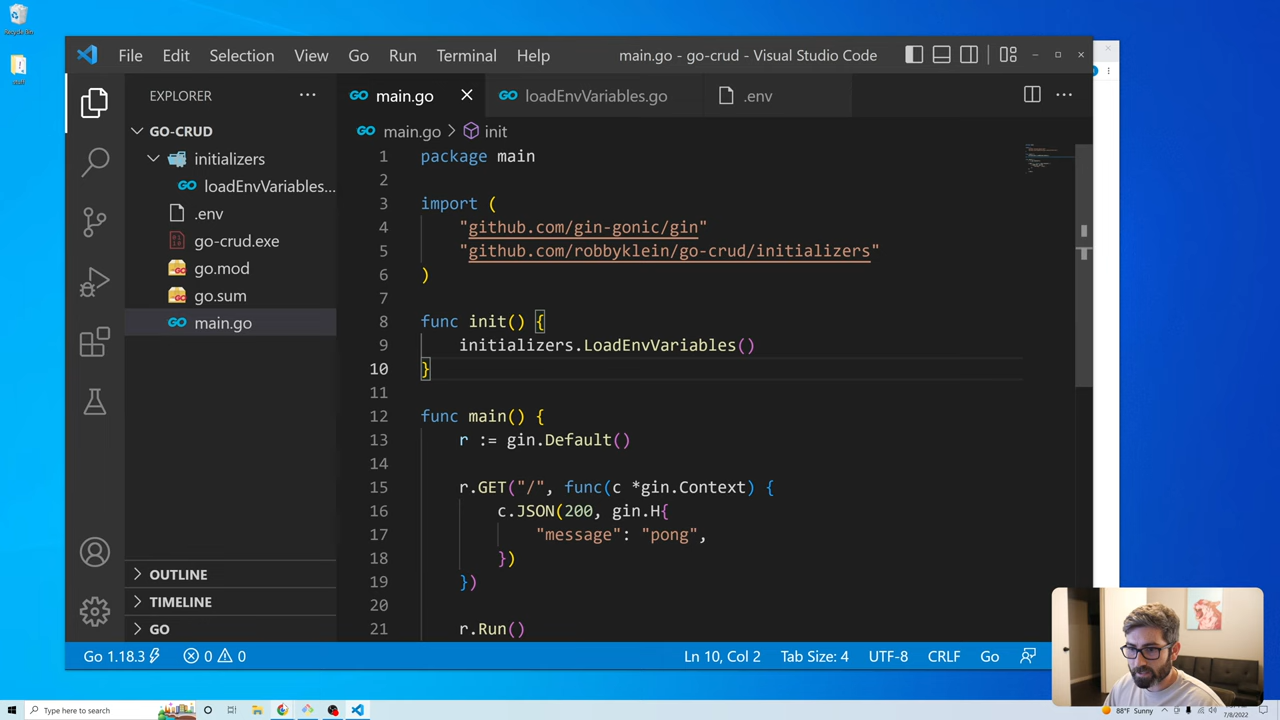 File Edit Selection View Go Run Terminal Help main.go - go-crud - Visual Studio Code
EXPLORER
main.go
loadEnvVariables.go
.env
GO-CRUD
main.go > init
initializers
loadEnvVariables...
.env
go-crud.exe
go.mod
go.sum
main.go
1 package main
2
3 import (
4 "github.com/gin-gonic/gin"
5 "github.com/robbyklein/go-crud/initializers"
6 )
7
8 func init() {
9 initializers.LoadEnvVariables()
10 }
11
12 func main() {
13 r := gin.Default()
14
15 r.GET("/", func(c *gin.Context) {
16 c.JSON(200, gin.H{
17 "message": "pong",
18 })
19 })
20
21 r.Run()
OUTLINE
TIMELINE
GO
Go 1.18.3 0 0 Ln 10, Col 2 Tab Size: 4 UTF-8 CRLF Go
Type here to search
88°F Sunny
7/8/2022